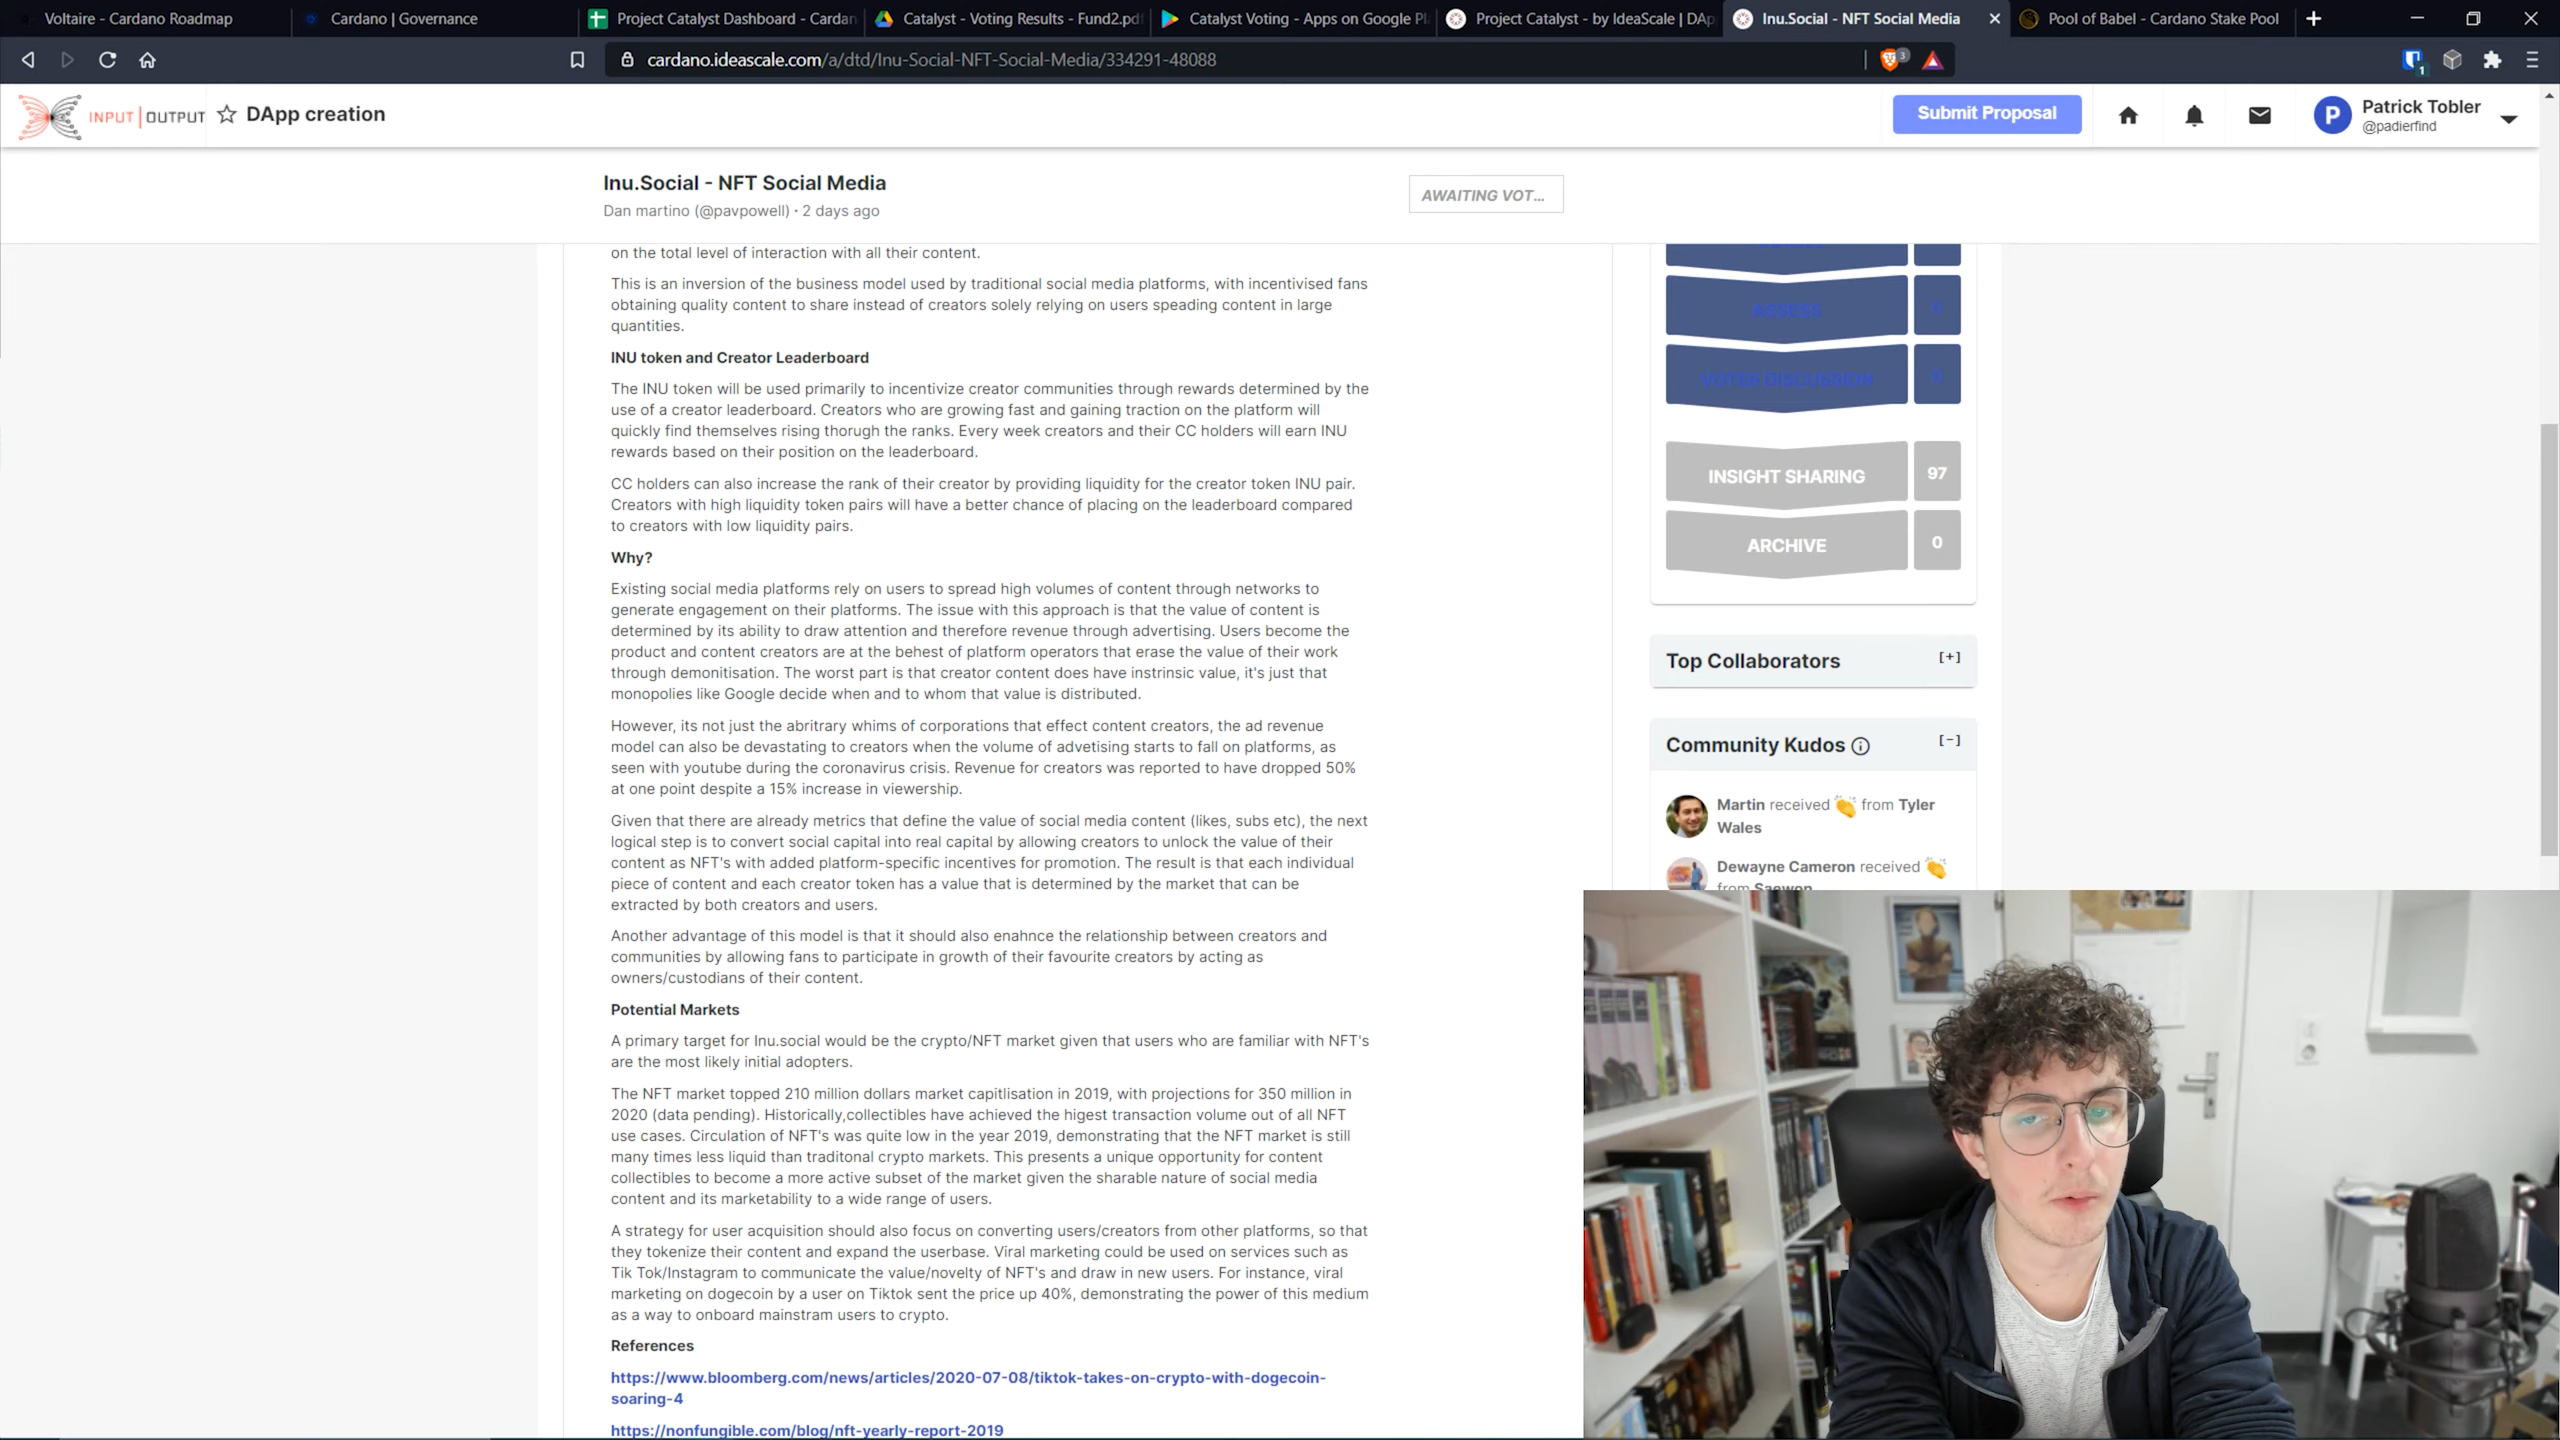 Voltaire - Cardano Roadmap
Cardano | Governance
Project Catalyst Dashboard - Cardan
Catalyst - Voting Results - Fund2.pdf
Catalyst Voting - Apps on Google Pl
Project Catalyst - by IdeaScale | DAp
Inu.Social - NFT Social Media
Pool of Babel - Cardano Stake Pool
cardano.ideascale.com/a/dtd/Inu-Social-NFT-Social-Media/334291-48088
3
1
INPUT | OUTPUT
DApp creation
Submit Proposal
P
Patrick Tobler
@padierfind
Inu.Social - NFT Social Media
Dan martino (@pavpowell) · 2 days ago
AWAITING VOT...
on the total level of interaction with all their content.
This is an inversion of the business model used by traditional social media platforms, with incentivised fans
obtaining quality content to share instead of creators solely relying on users speading content in large
quantities.
INU token and Creator Leaderboard
The INU token will be used primarily to incentivize creator communities through rewards determined by the
use of a creator leaderboard. Creators who are growing fast and gaining traction on the platform will
quickly find themselves rising thorugh the ranks. Every week creators and their CC holders will earn INU
rewards based on their position on the leaderboard.
CC holders can also increase the rank of their creator by providing liquidity for the creator token INU pair.
Creators with high liquidity token pairs will have a better chance of placing on the leaderboard compared
to creators with low liquidity pairs.
Why?
Existing social media platforms rely on users to spread high volumes of content through networks to
generate engagement on their platforms. The issue with this approach is that the value of content is
determined by its ability to draw attention and therefore revenue through advertising. Users become the
product and content creators are at the behest of platform operators that erase the value of their work
through demonitisation. The worst part is that creator content does have instrinsic value, it's just that
monopolies like Google decide when and to whom that value is distributed.
However, its not just the abritrary whims of corporations that effect content creators, the ad revenue
model can also be devastating to creators when the volume of advetising starts to fall on platforms, as
seen with youtube during the coronavirus crisis. Revenue for creators was reported to have dropped 50%
at one point despite a 15% increase in viewership.
Given that there are already metrics that define the value of social media content (likes, subs etc), the next
logical step is to convert social capital into real capital by allowing creators to unlock the value of their
content as NFT's with added platform-specific incentives for promotion. The result is that each individual
piece of content and each creator token has a value that is determined by the market that can be
extracted by both creators and users.
Another advantage of this model is that it should also enahnce the relationship between creators and
communities by allowing fans to participate in growth of their favourite creators by acting as
owners/custodians of their content.
Potential Markets
A primary target for Inu.social would be the crypto/NFT market given that users who are familiar with NFT's
are the most likely initial adopters.
The NFT market topped 210 million dollars market capitlisation in 2019, with projections for 350 million in
2020 (data pending). Historically,collectibles have achieved the higest transaction volume out of all NFT
use cases. Circulation of NFT's was quite low in the year 2019, demonstrating that the NFT market is still
many times less liquid than traditonal crypto markets. This presents a unique opportunity for content
collectibles to become a more active subset of the market given the sharable nature of social media
content and its marketability to a wide range of users.
A strategy for user acquisition should also focus on converting users/creators from other platforms, so that
they tokenize their content and expand the userbase. Viral marketing could be used on services such as
Tik Tok/Instagram to communicate the value/novelty of NFT's and draw in new users. For instance, viral
marketing on dogecoin by a user on Tiktok sent the price up 40%, demonstrating the power of this medium
as a way to onboard mainstram users to crypto.
References
https://www.bloomberg.com/news/articles/2020-07-08/tiktok-takes-on-crypto-with-dogecoin-
soaring-4
https://nonfungible.com/blog/nft-yearly-report-2019
ASSESS
0
VOTER DISCUSSION
0
INSIGHT SHARING
97
ARCHIVE
0
Top Collaborators
[+]
Community Kudos
[-]
Martin received 👏 from Tyler
Wales
Dewayne Cameron received 👏
from Saewon